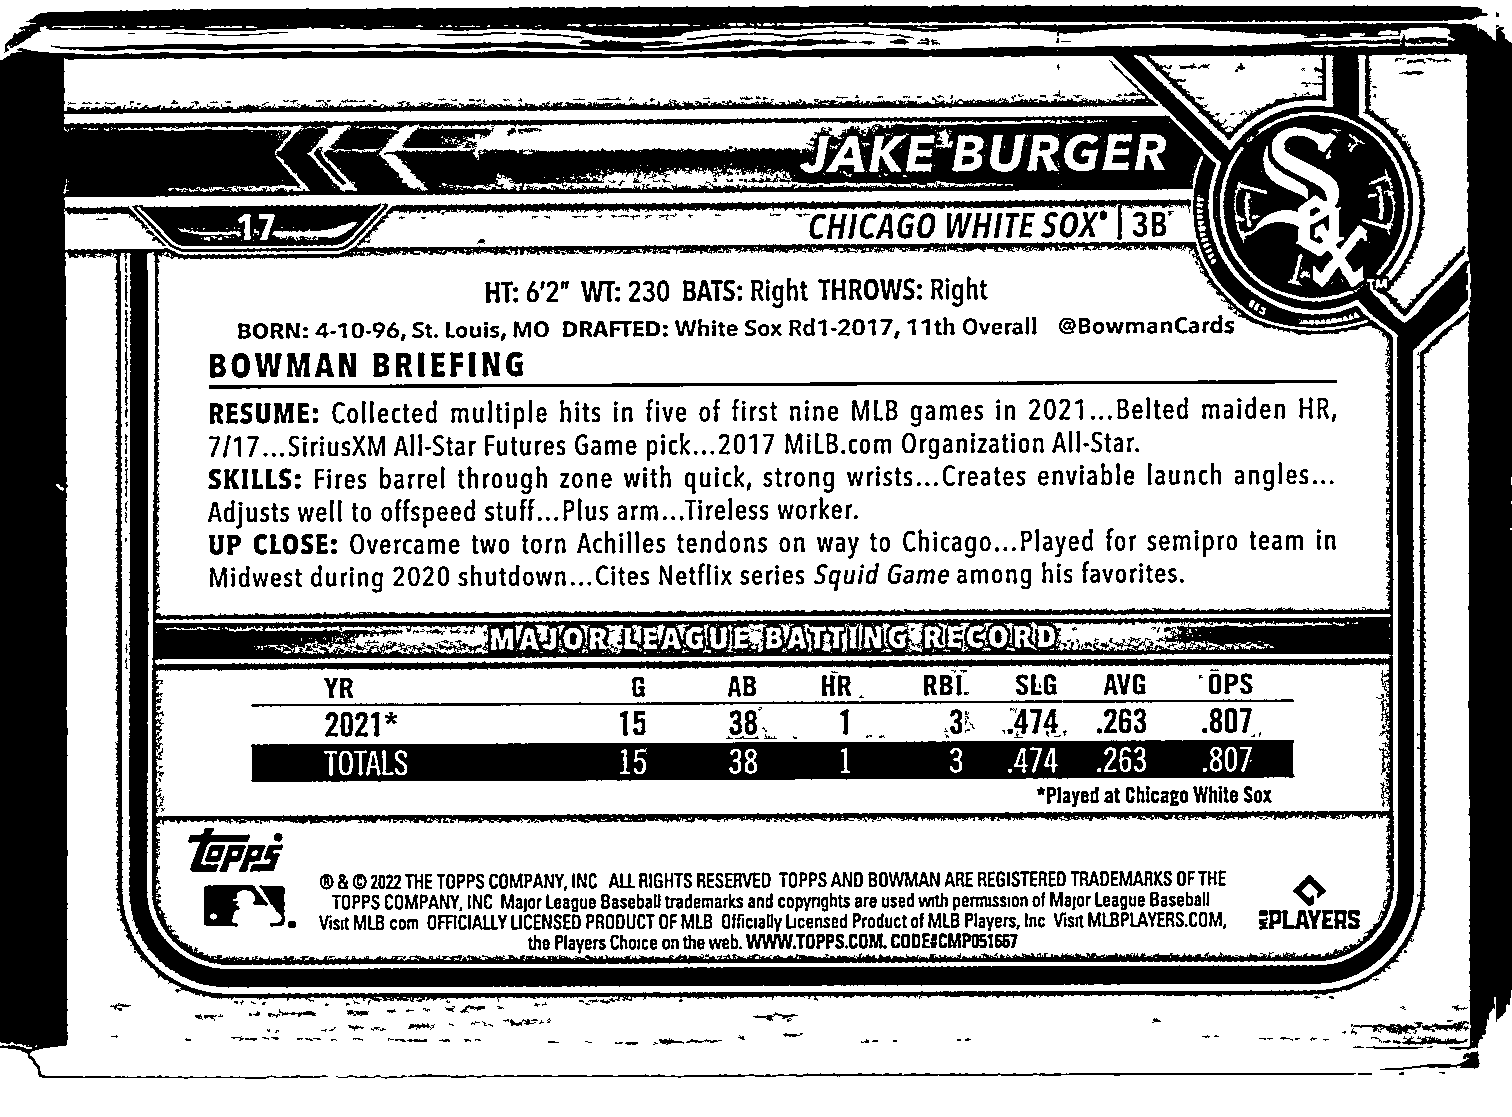 JAKE BURGER
17
CHICAGO WHITE SOX | 3B
HT: 6'2" WT: 230 BATS: Right THROWS: Right
BORN: 4-10-96, St. Louis, MO DRAFTED: White Sox Rd1-2017, 11th Overall @BowmanCards
BOWMAN BRIEFING
RESUME: Collected multiple hits in five of first nine MLB games in 2021...Belted maiden HR,
7/17...SiriusXM All-Star Futures Game pick...2017 MiLB.com Organization All-Star.
SKILLS: Fires barrel through zone with quick, strong wrists...Creates enviable launch angles...
Adjusts well to offspeed stuff...Plus arm...Tireless worker.
UP CLOSE: Overcame two torn Achilles tendons on way to Chicago...Played for semipro team in
Midwest during 2020 shutdown...Cites Netflix series Squid Game among his favorites.
MAJOR LEAGUE BATTING RECORD
YR G AB HR RBI SLG AVG OPS
2021* 15 38 1 3 .474 .263 .807
TOTALS 15 38 1 3 .474 .263 .807
*Played at Chicago White Sox
topps
® & © 2022 THE TOPPS COMPANY, INC ALL RIGHTS RESERVED TOPPS AND BOWMAN ARE REGISTERED TRADEMARKS OF THE
TOPPS COMPANY, INC Major League Baseball trademarks and copyrights are used with permission of Major League Baseball
Visit MLB com OFFICIALLY LICENSED PRODUCT OF MLB Officially Licensed Product of MLB Players, Inc Visit MLBPLAYERS.COM,
the Players Choice on the web. WWW.TOPPS.COM. CODE#CMP051667
MLB PLAYERS